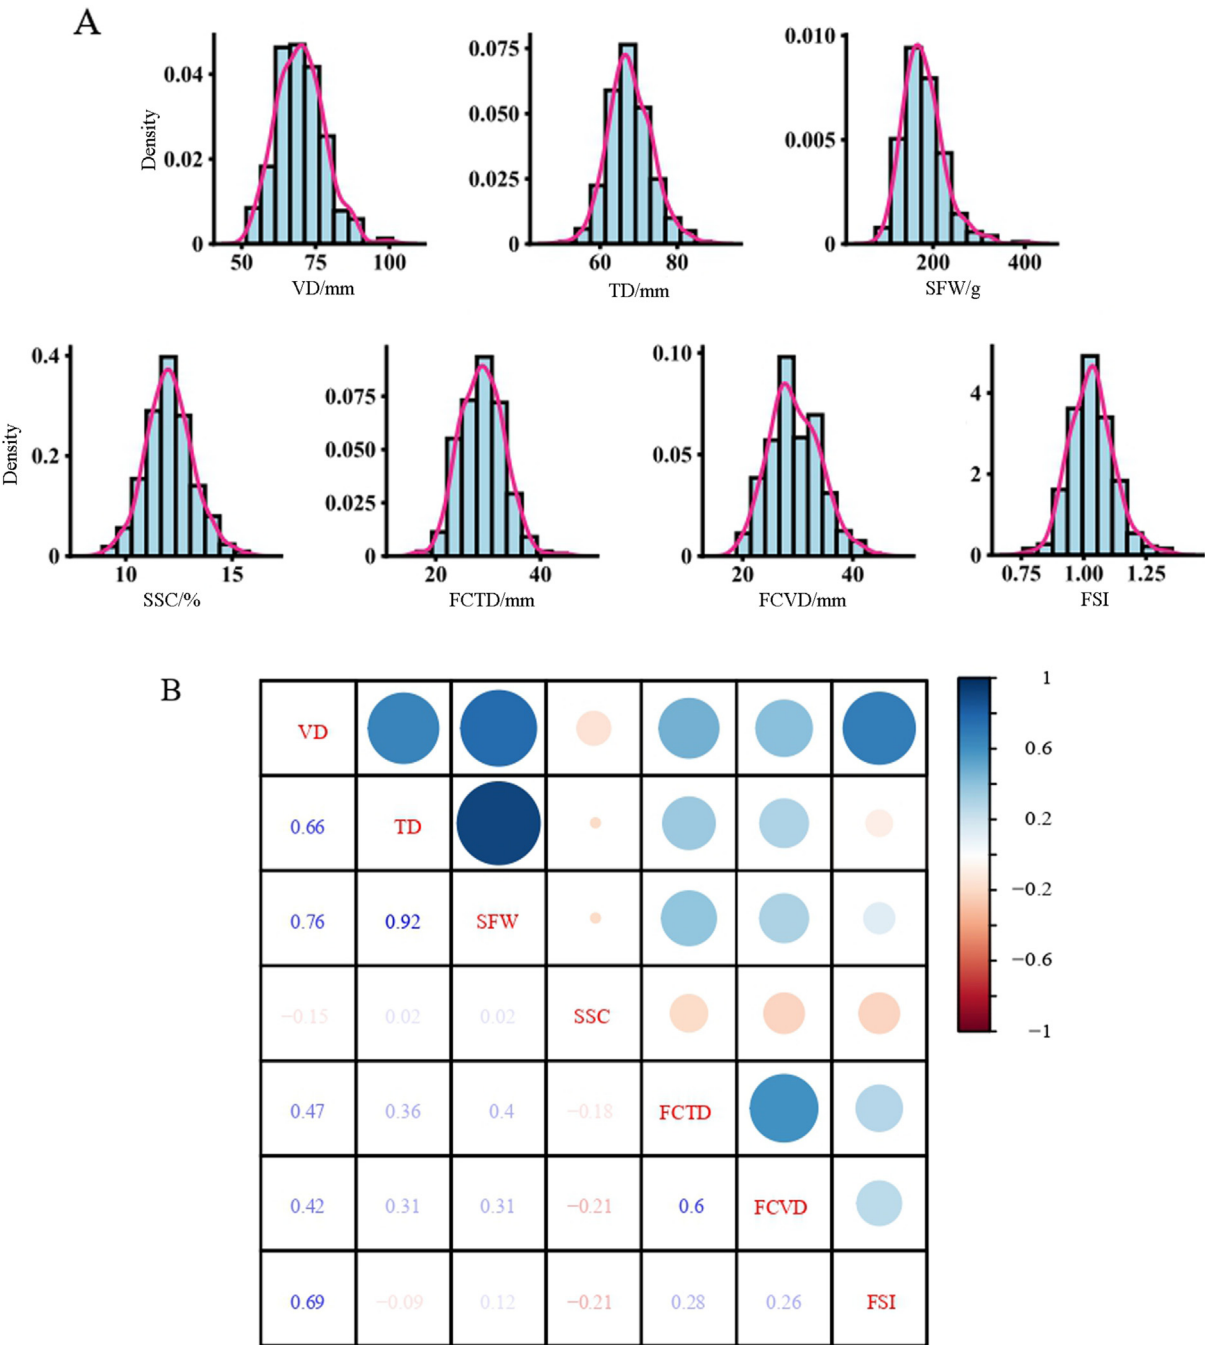 A
Density
0.04
0.02
0
50 75 100
VD/mm
0.075
0.050
0.025
0
60 80
TD/mm
0.010
0.005
0
200 400
SFW/g
Density
0.4
0.2
0
10 15
SSC/%
0.075
0.050
0.025
0
20 40
FCTD/mm
0.10
0.05
0
20 40
FCVD/mm
4
2
0
0.75 1.00 1.25
FSI
B
VD
0.66 TD
0.76 0.92 SFW
−0.15 0.02 0.02 SSC
0.47 0.36 0.4 −0.18 FCTD
0.42 0.31 0.31 −0.21 0.6 FCVD
0.69 −0.09 0.12 −0.21 0.28 0.26 FSI
1
0.6
0.2
−0.2
−0.6
−1